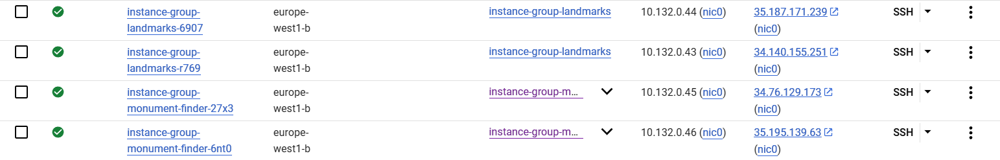 instance-group- europe- instance-group-landmarks 10.132.0.44 (nic0) 35.187.171.239 SSH
landmarks-6907 west1-b (nic0)
instance-group- europe- instance-group-landmarks 10.132.0.43 (nic0) 34.140.155.251 SSH
landmarks-r769 west1-b (nic0)
instance-group- europe- instance-group-m... 10.132.0.45 (nic0) 34.76.129.173 SSH
monument-finder-27x3 west1-b (nic0)
instance-group- europe- instance-group-m... 10.132.0.46 (nic0) 35.195.139.63 SSH
monument-finder-6nt0 west1-b (nic0)